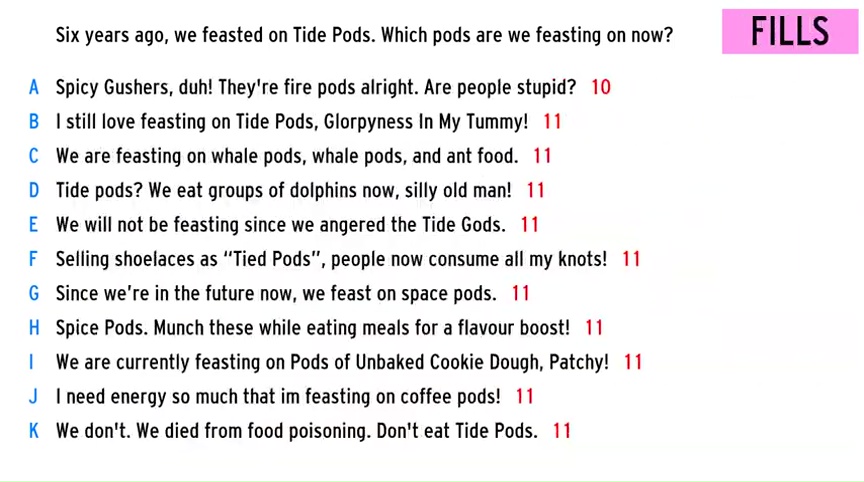 Six years ago, we feasted on Tide Pods. Which pods are we feasting on now?
FILLS
A Spicy Gushers, duh! They're fire pods alright. Are people stupid? 10
B I still love feasting on Tide Pods, Glorpyness In My Tummy! 11
C We are feasting on whale pods, whale pods, and ant food. 11
D Tide pods? We eat groups of dolphins now, silly old man! 11
E We will not be feasting since we angered the Tide Gods. 11
F Selling shoelaces as “Tied Pods”, people now consume all my knots! 11
G Since we’re in the future now, we feast on space pods. 11
H Spice Pods. Munch these while eating meals for a flavour boost! 11
I We are currently feasting on Pods of Unbaked Cookie Dough, Patchy! 11
J I need energy so much that im feasting on coffee pods! 11
K We don't. We died from food poisoning. Don't eat Tide Pods. 11